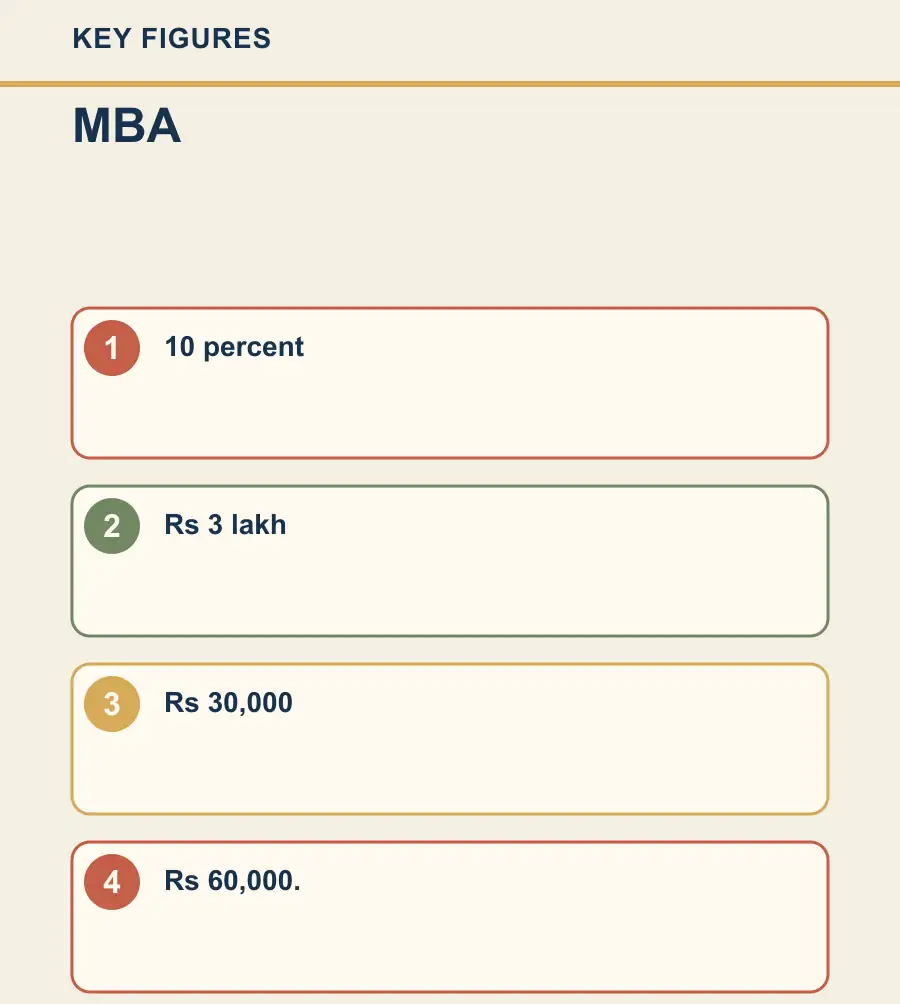 KEY FIGURES
MBA
1
10 percent
2
Rs 3 lakh
3
Rs 30,000
4
Rs 60,000.